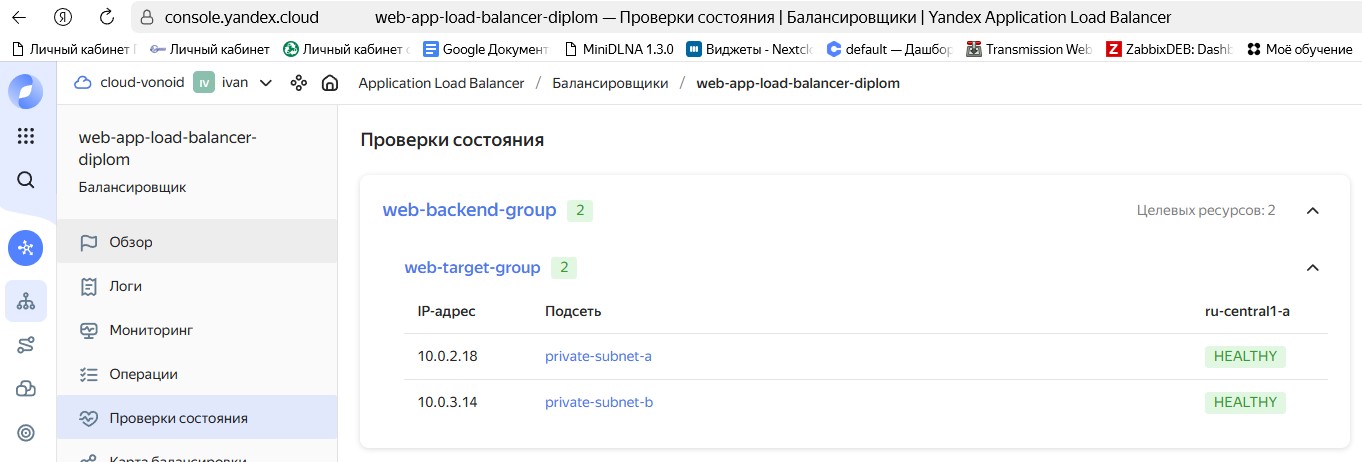 console.yandex.cloud web-app-load-balancer-diplom — Проверки состояния | Балансировщики | Yandex Application Load Balancer
Личный кабинет Личный кабинет Личный кабинет Google Документ MiniDLNA 1.3.0 Виджеты - Nextclo default — Дашбор Transmission Web ZabbixDEB: Dashb Моё обучение
cloud-vonoid IV ivan Application Load Balancer / Балансировщики / web-app-load-balancer-diplom
web-app-load-balancer-
diplom
Балансировщик
Обзор
Логи
Мониторинг
Операции
Проверки состояния
Карта балансировки
Проверки состояния
web-backend-group 2 Целевых ресурсов: 2
web-target-group 2
IP-адрес Подсеть ru-central1-a
10.0.2.18 private-subnet-a HEALTHY
10.0.3.14 private-subnet-b HEALTHY